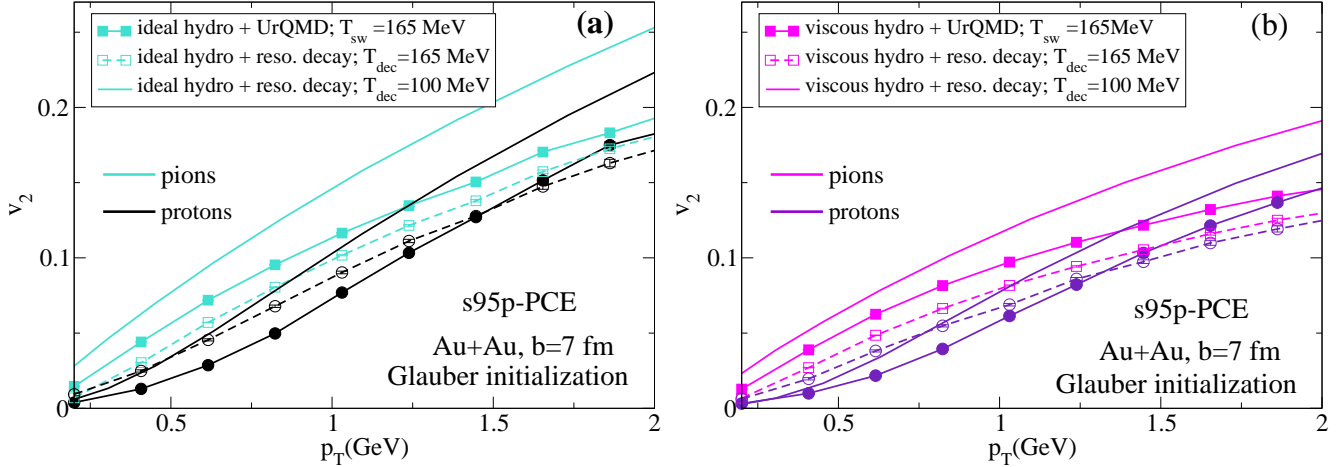 (a)
ideal hydro + UrQMD; T_sw =165 MeV
ideal hydro + reso. decay; T_dec=165 MeV
ideal hydro + reso. decay; T_dec=100 MeV
pions
protons
s95p-PCE
Au+Au, b=7 fm
Glauber initialization
v_2
0.2
0.1
0
0.5
1
1.5
2
p_T(GeV)
(b)
viscous hydro + UrQMD; T_sw =165MeV
viscous hydro + reso. decay; T_dec=165 MeV
viscous hydro + reso. decay; T_dec=100 MeV
pions
protons
s95p-PCE
Au+Au, b=7 fm
Glauber initialization
v_2
0.2
0.1
0
0.5
1
1.5
2
p_T(GeV)